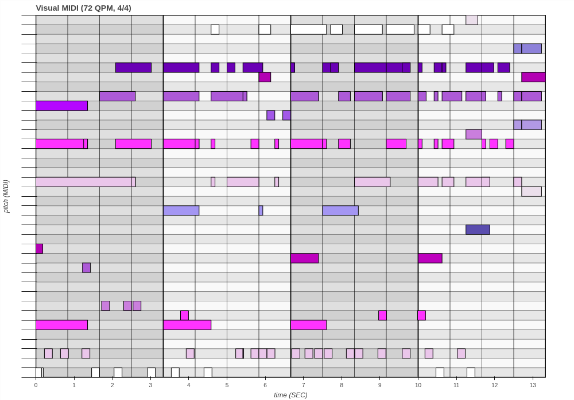 Visual MIDI (72 QPM, 4/4)
pitch (MIDI)
0 1 2 3 4 5 6 7 8 9 10 11 12 13
time (SEC)